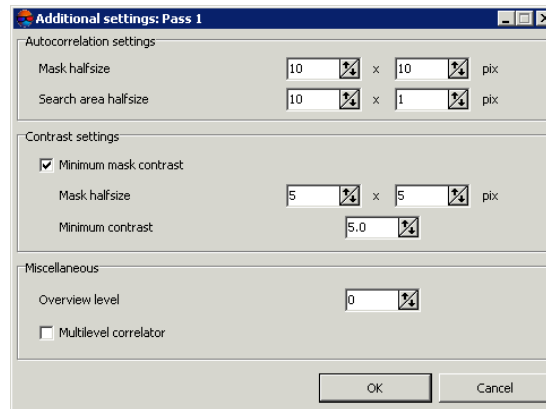 Additional settings: Pass 1
Autocorrelation settings
Mask halfsize 10 x 10 pix
Search area halfsize 10 x 1 pix
Contrast settings
Minimum mask contrast
Mask halfsize 5 x 5 pix
Minimum contrast 5.0
Miscellaneous
Overview level 0
Multilevel correlator
OK Cancel